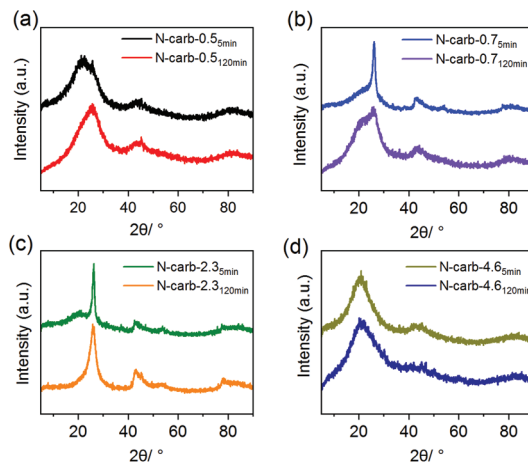 (a)
N-carb-0.5₅ₘᵢₙ
N-carb-0.5₁₂₀ₘᵢₙ
Intensity (a.u.)
20 40 60 80
2θ/ °
(b)
N-carb-0.7₅ₘᵢₙ
N-carb-0.7₁₂₀ₘᵢₙ
Intensity (a.u.)
20 40 60 80
2θ/ °
(c)
N-carb-2.3₅ₘᵢₙ
N-carb-2.3₁₂₀ₘᵢₙ
Intensity (a.u.)
20 40 60 80
2θ/ °
(d)
N-carb-4.6₅ₘᵢₙ
N-carb-4.6₁₂₀ₘᵢₙ
Intensity (a.u.)
20 40 60 80
2θ/ °